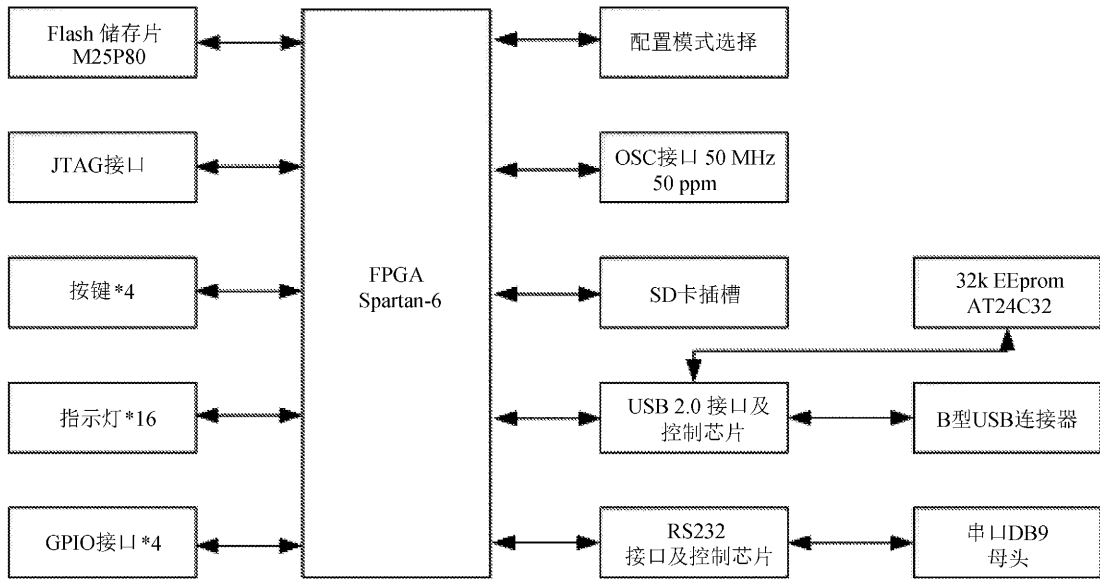 Flash 储存片
M25P80
JTAG接口
按键*4
指示灯*16
GPIO接口*4
FPGA
Spartan-6
配置模式选择
OSC接口 50 MHz
50 ppm
SD卡插槽
USB 2.0 接口及
控制芯片
RS232
接口及控制芯片
32k EEprom
AT24C32
B型USB连接器
串口DB9
母头